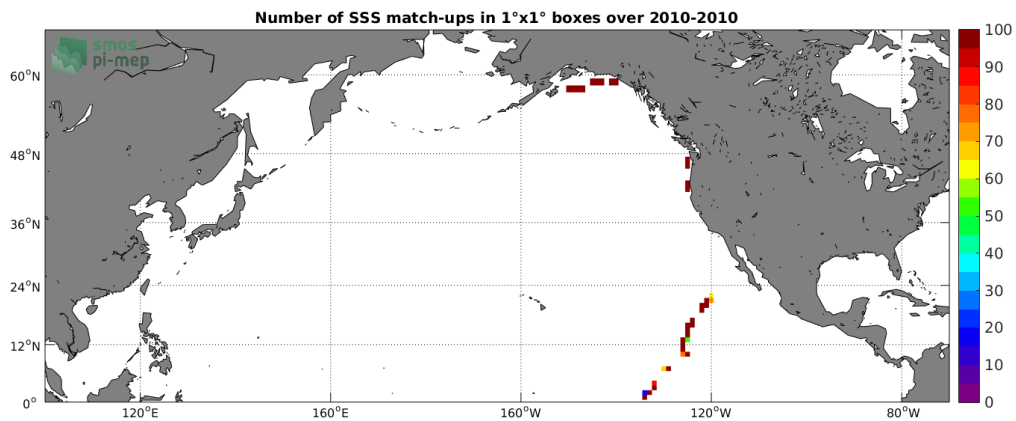 Number of SSS match-ups in 1°x1° boxes over 2010-2010
smos
pi-mep
60°N
48°N
36°N
24°N
12°N
0°
120°E
160°E
160°W
120°W
80°W
100
90
80
70
60
50
40
30
20
10
0